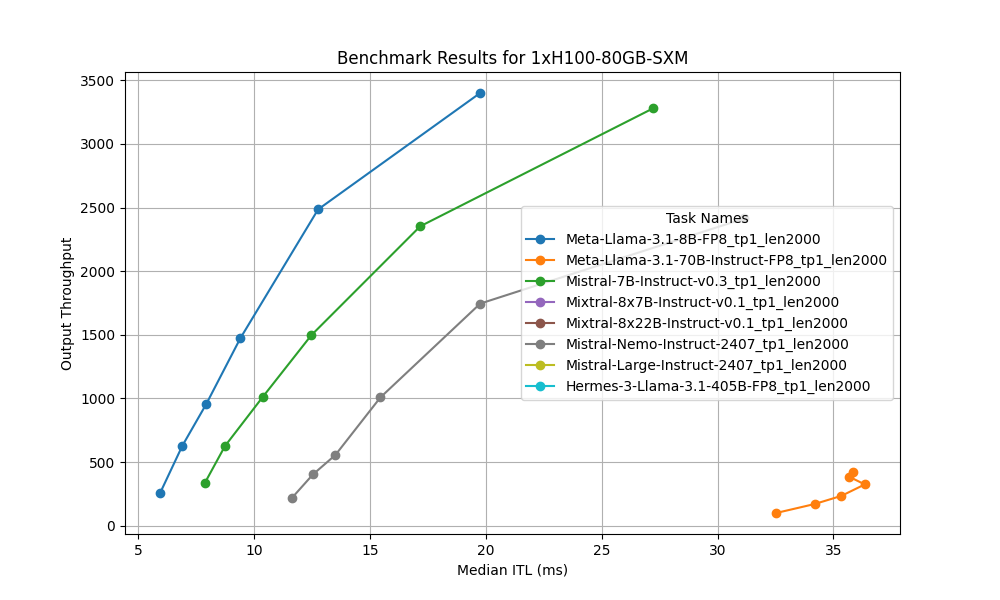 Benchmark Results for 1xH100-80GB-SXM
3500
3000
2500
2000
1500
1000
500
0
Output Throughput
Task Names
Meta-Llama-3.1-8B-FP8_tp1_len2000
Meta-Llama-3.1-70B-Instruct-FP8_tp1_len2000
Mistral-7B-Instruct-v0.3_tp1_len2000
Mixtral-8x7B-Instruct-v0.1_tp1_len2000
Mixtral-8x22B-Instruct-v0.1_tp1_len2000
Mistral-Nemo-Instruct-2407_tp1_len2000
Mistral-Large-Instruct-2407_tp1_len2000
Hermes-3-Llama-3.1-405B-FP8_tp1_len2000
5 10 15 20 25 30 35
Median ITL (ms)